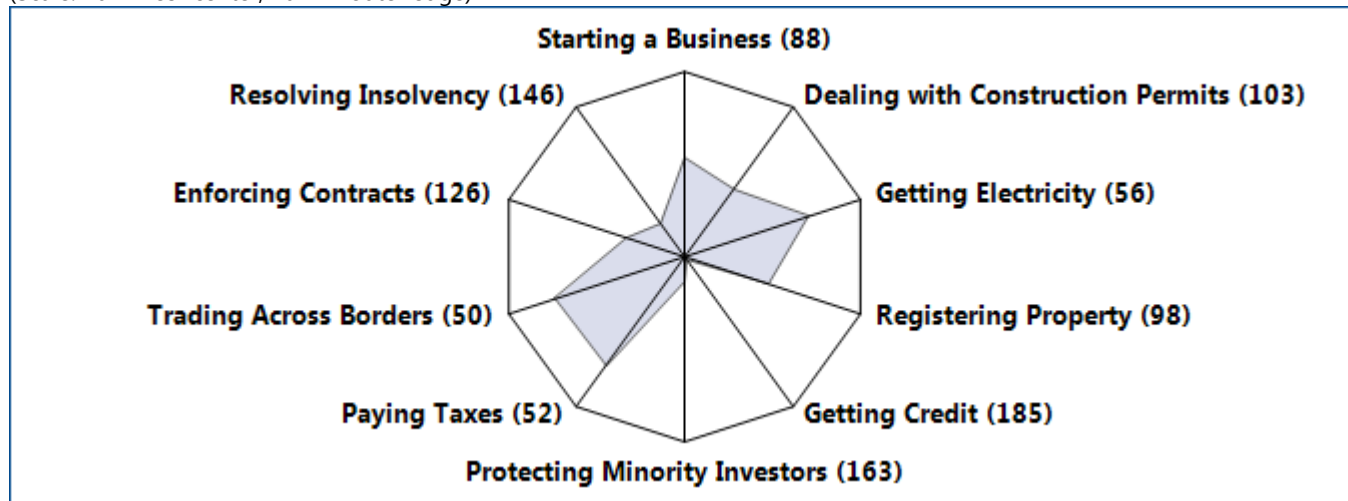 Starting a Business (88)
Resolving Insolvency (146)
Dealing with Construction Permits (103)
Enforcing Contracts (126)
Getting Electricity (56)
Trading Across Borders (50)
Registering Property (98)
Paying Taxes (52)
Getting Credit (185)
Protecting Minority Investors (163)